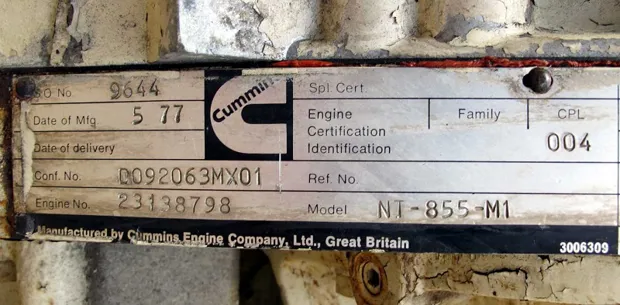 S.O. No. 9644
Cummins
Spl. Cert.
Date of Mfg. 5 77
Engine Certification Identification
Family
CPL
004
Date of delivery
Conf. No. D092063MX01
Ref. No.
Engine No. 23138798
Model NT-855-M1
Manufactured by Cummins Engine Company, Ltd., Great Britain
3006309